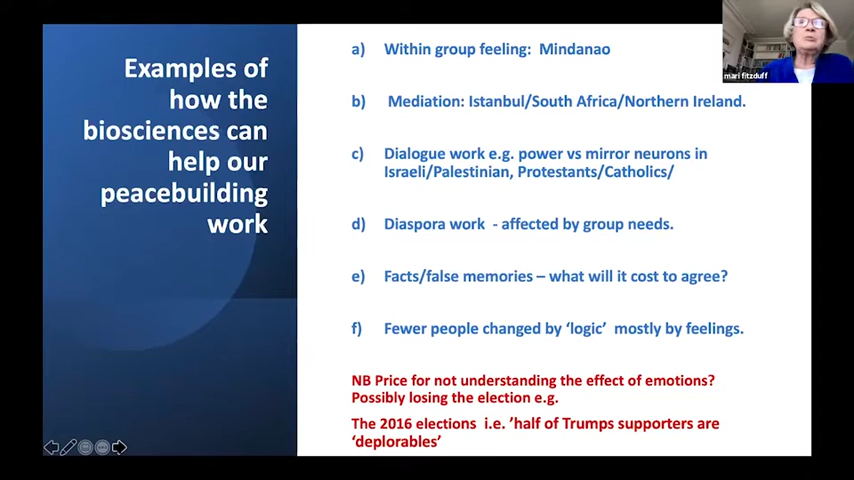 Examples of
how the
biosciences can
help our
peacebuilding
work
a) Within group feeling: Mindanao
b) Mediation: Istanbul/South Africa/Northern Ireland.
c) Dialogue work e.g. power vs mirror neurons in
Israeli/Palestinian, Protestants/Catholics/
d) Diaspora work - affected by group needs.
e) Facts/false memories – what will it cost to agree?
f) Fewer people changed by ‘logic’ mostly by feelings.
NB Price for not understanding the effect of emotions?
Possibly losing the election e.g.
The 2016 elections i.e. ’half of Trumps supporters are
‘deplorables’
mari fitzduff